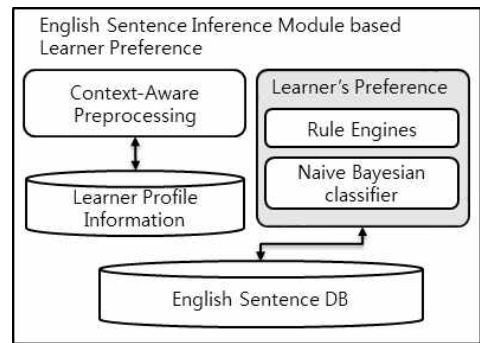 English Sentence Inference Module based
Learner Preference
Context-Aware
Preprocessing
Learner Profile
Information
Learner's Preference
Rule Engines
Naive Bayesian
classifier
English Sentence DB